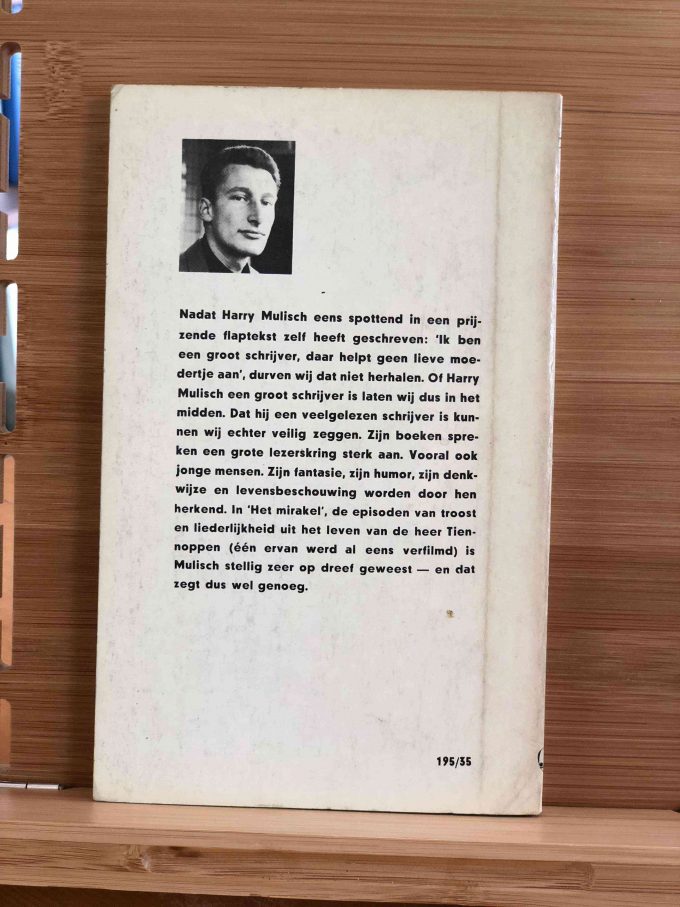 Nadat Harry Mulisch eens spottend in een prij-
zende flaptekst zelf heeft geschreven: 'Ik ben
een groot schrijver, daar helpt geen lieve moe-
dertje aan', durven wij dat niet herhalen. Of Harry
Mulisch een groot schrijver is laten wij dus in het
midden. Dat hij een veelgelezen schrijver is kun-
nen wij echter veilig zeggen. Zijn boeken spre-
ken een grote lezerskring sterk aan. Vooral ook
jonge mensen. Zijn fantasie, zijn humor, zijn denk-
wijze en levensbeschouwing worden door hen
herkend. In 'Het mirakel', de episoden van troost
en liederlijkheid uit het leven van de heer Tien-
noppen (één ervan werd al eens verfilmd) is
Mulisch stellig zeer op dreef geweest — en dat
zegt dus wel genoeg.
195/35